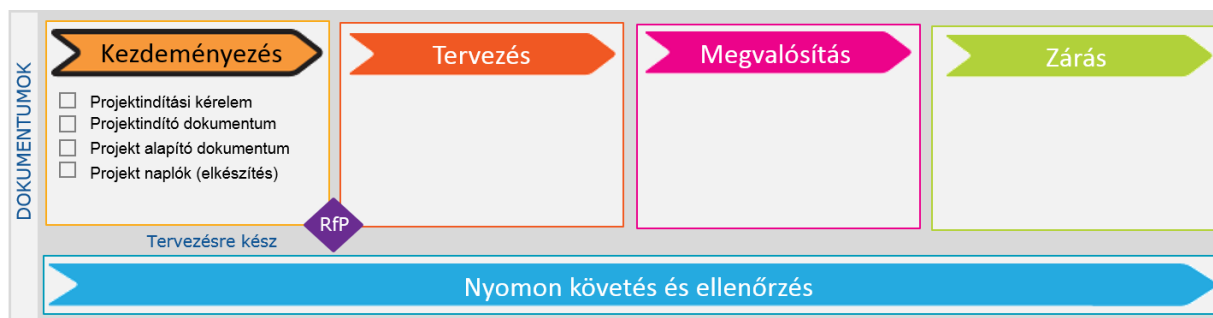 DOKUMENTUMOK
Kezdeményezés
Projektindítási kérelem
Projektindító dokumentum
Projekt alapító dokumentum
Projekt naplók (elkészítés)
Tervezés
Megvalósítás
Zárás
RfP
Tervezésre kész
Nyomon követés és ellenőrzés